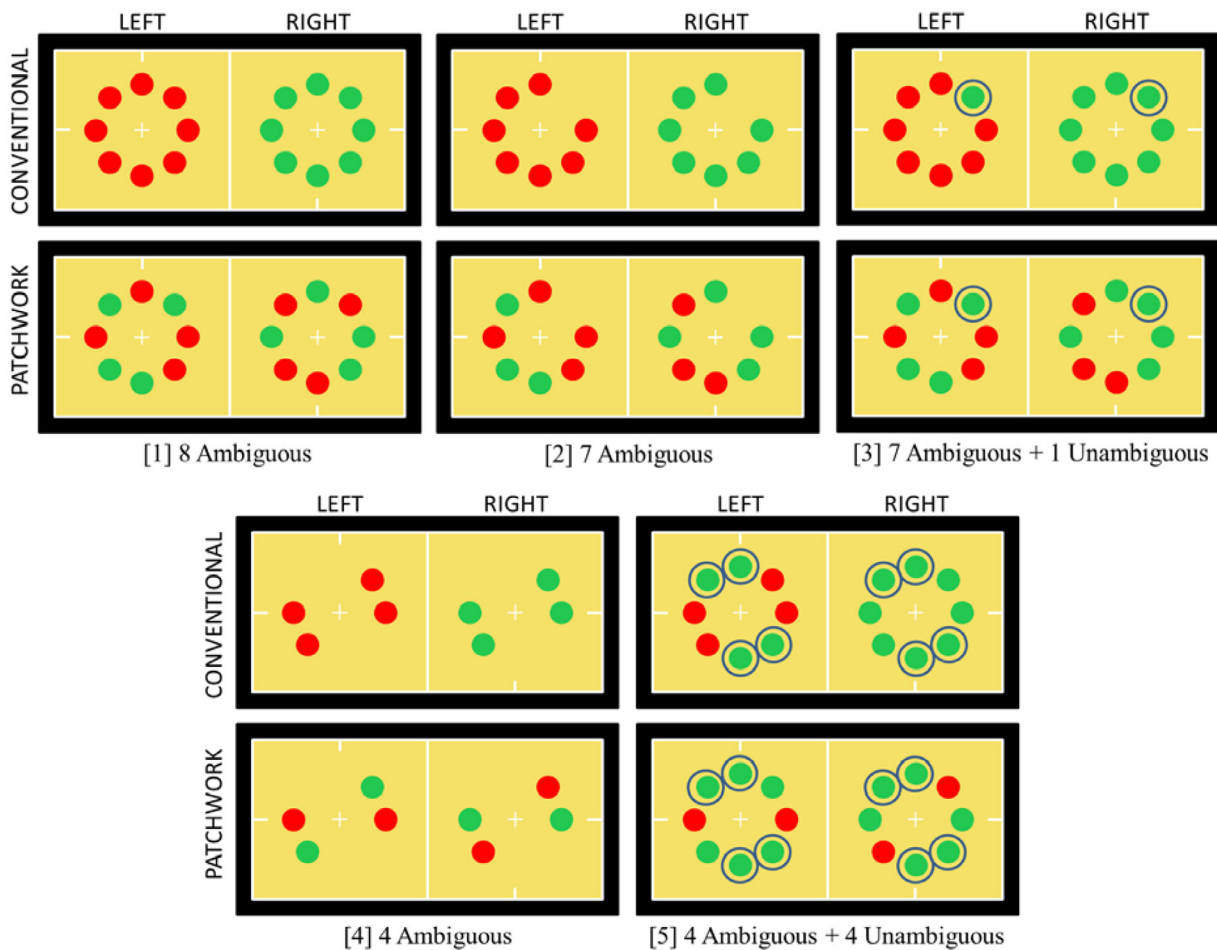 LEFT RIGHT LEFT RIGHT LEFT RIGHT
CONVENTIONAL
PATCHWORK
[1] 8 Ambiguous [2] 7 Ambiguous [3] 7 Ambiguous + 1 Unambiguous
LEFT RIGHT LEFT RIGHT
CONVENTIONAL
PATCHWORK
[4] 4 Ambiguous [5] 4 Ambiguous + 4 Unambiguous